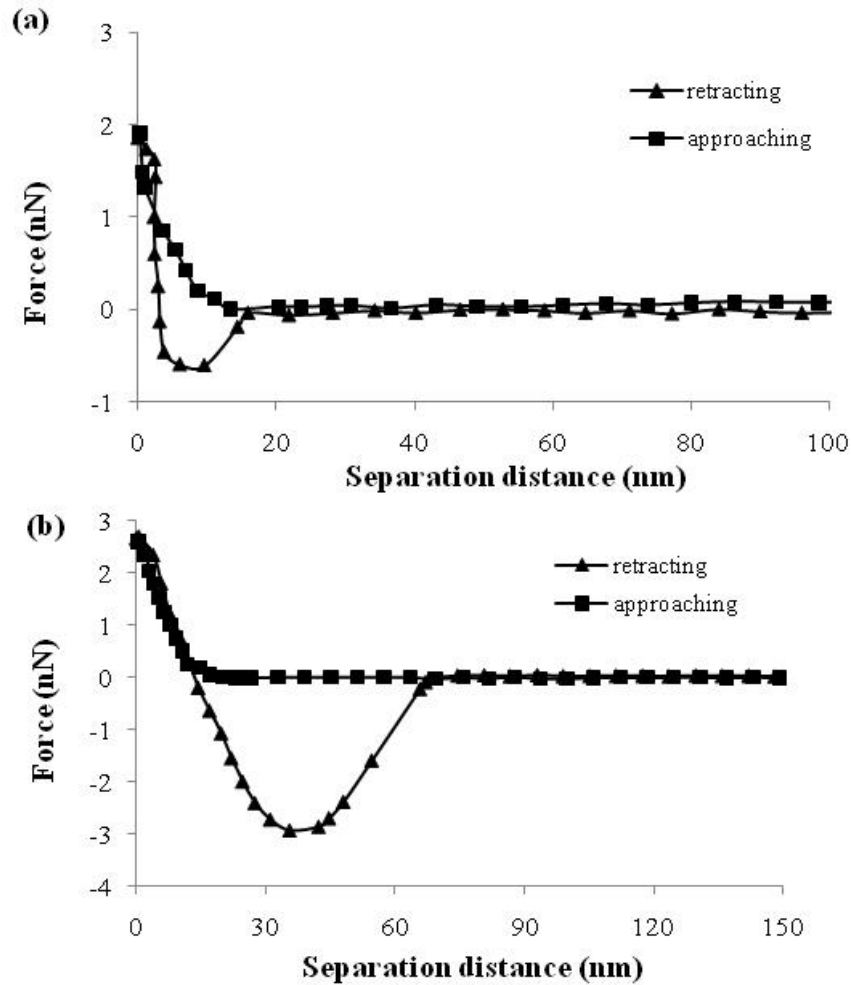 (a)
3
2
1
0
-1
Force (nN)
retracting
approaching
0 20 40 60 80 100
Separation distance (nm)
(b)
3
2
1
0
-1
-2
-3
-4
Force (nN)
retracting
approaching
0 30 60 90 120 150
Separation distance (nm)